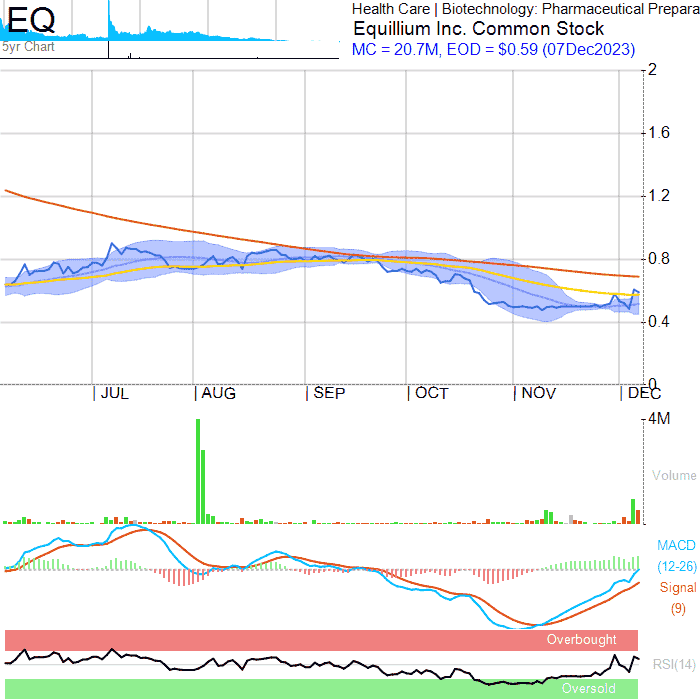 EQ
5yr Chart
Health Care | Biotechnology: Pharmaceutical Prepara
Equillium Inc. Common Stock
MC = 20.7M, EOD = $0.59 (07Dec2023)
2
1.6
1.2
0.8
0.4
0
JUL AUG SEP OCT NOV DEC
4M
Volume
MACD
(12-26)
Signal
(9)
Overbought
RSI(14)
Oversold